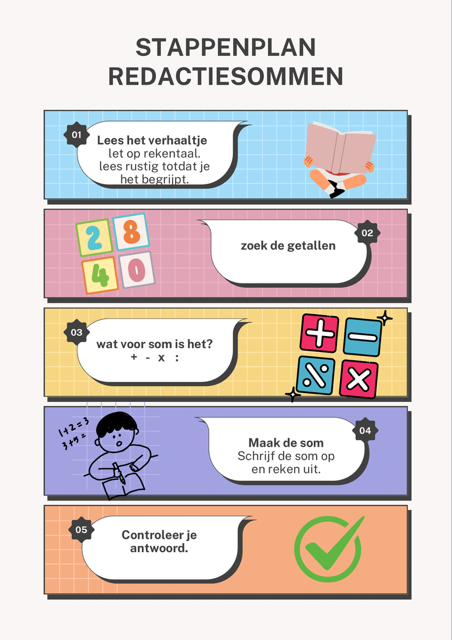 STAPPENPLAN
REDACTIESOMMEN
01
Lees het verhaaltje
let op rekentaal.
lees rustig totdat je
het begrijpt.
2 8
4 0
02
zoek de getallen
03
wat voor som is het?
+ - x :
+ −
% ×
1+2=3
3+5=
04
Maak de som
Schrijf de som op
en reken uit.
05
Controleer je
antwoord.